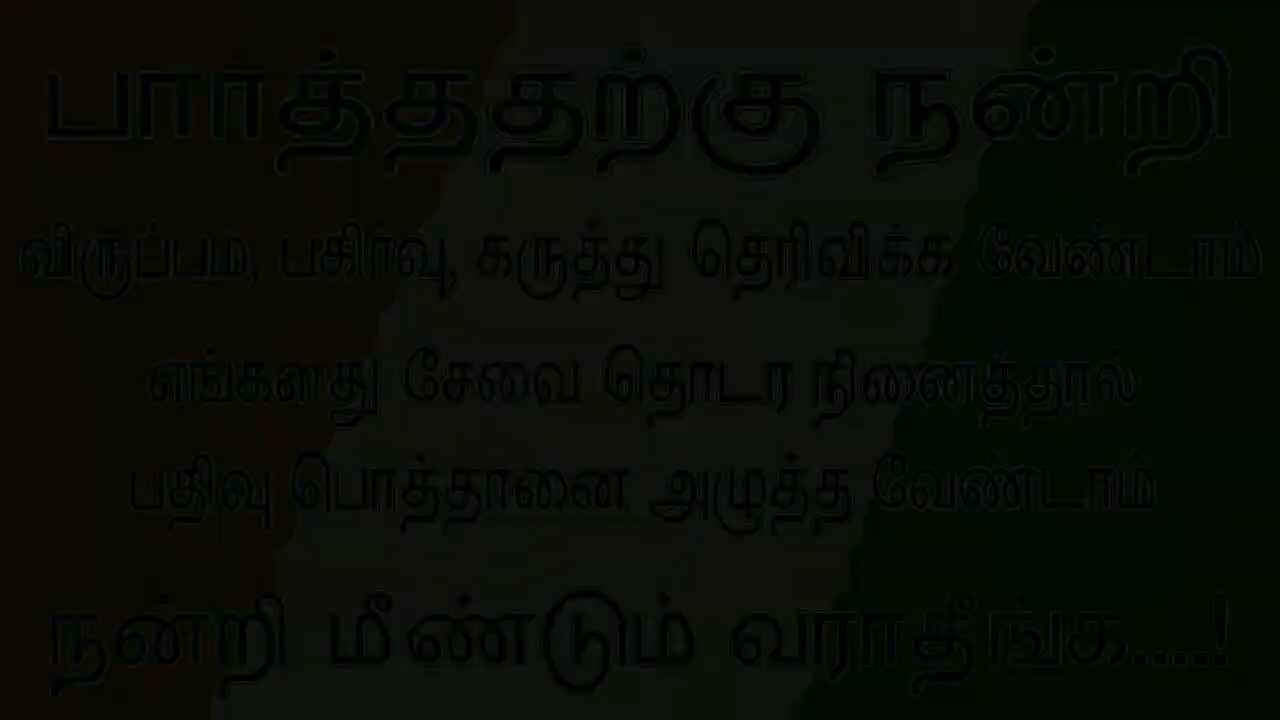 பார்த்ததற்கு நன்றி
விருப்பம், பகிர்வு, கருத்து தெரிவிக்க வேண்டாம்
எங்களது சேவை தொடர நினைத்தால்
பதிவு பொத்தானை அழுத்த வேண்டாம்
நன்றி மீண்டும் வராதீங்க.....!